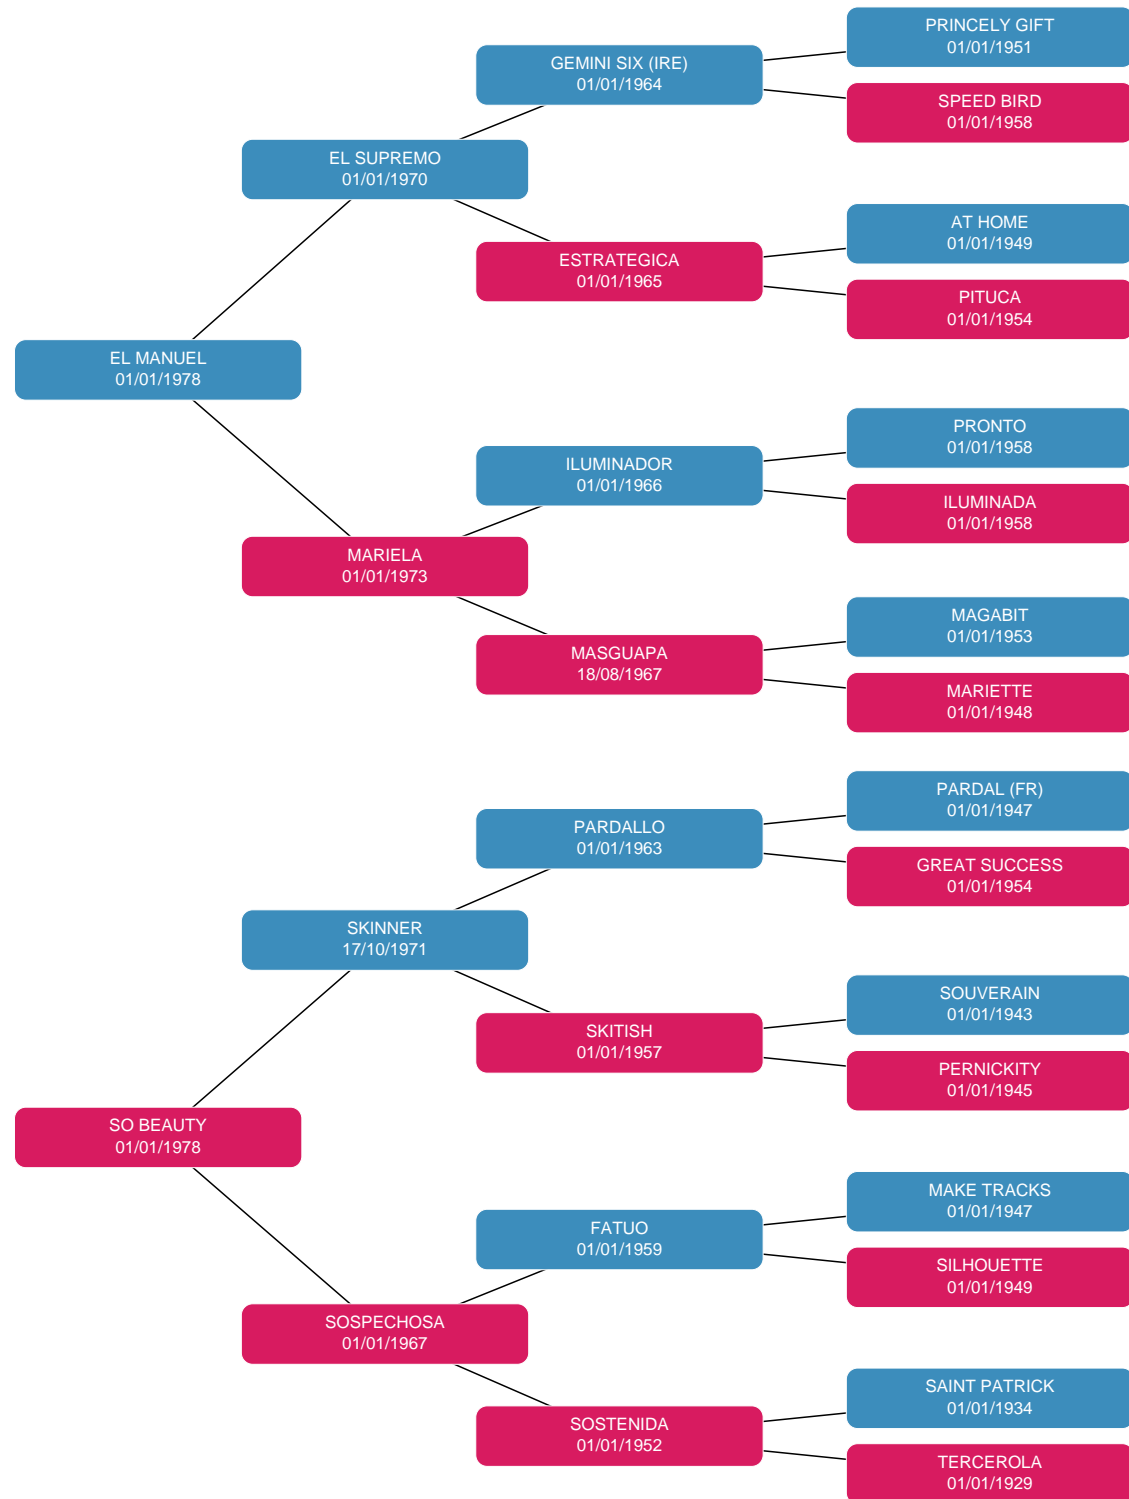 PRINCELY GIFT
01/01/1951
GEMINI SIX (IRE)
01/01/1964
SPEED BIRD
01/01/1958
EL SUPREMO
01/01/1970
AT HOME
01/01/1949
ESTRATEGICA
01/01/1965
PITUCA
01/01/1954
EL MANUEL
01/01/1978
PRONTO
01/01/1958
ILUMINADOR
01/01/1966
ILUMINADA
01/01/1958
MARIELA
01/01/1973
MAGABIT
01/01/1953
MASGUAPA
18/08/1967
MARIETTE
01/01/1948
PARDAL (FR)
01/01/1947
PARDALLO
01/01/1963
GREAT SUCCESS
01/01/1954
SKINNER
17/10/1971
SOUVERAIN
01/01/1943
SKITISH
01/01/1957
PERNICKITY
01/01/1945
SO BEAUTY
01/01/1978
MAKE TRACKS
01/01/1947
FATUO
01/01/1959
SILHOUETTE
01/01/1949
SOSPECHOSA
01/01/1967
SAINT PATRICK
01/01/1934
SOSTENIDA
01/01/1952
TERCEROLA
01/01/1929